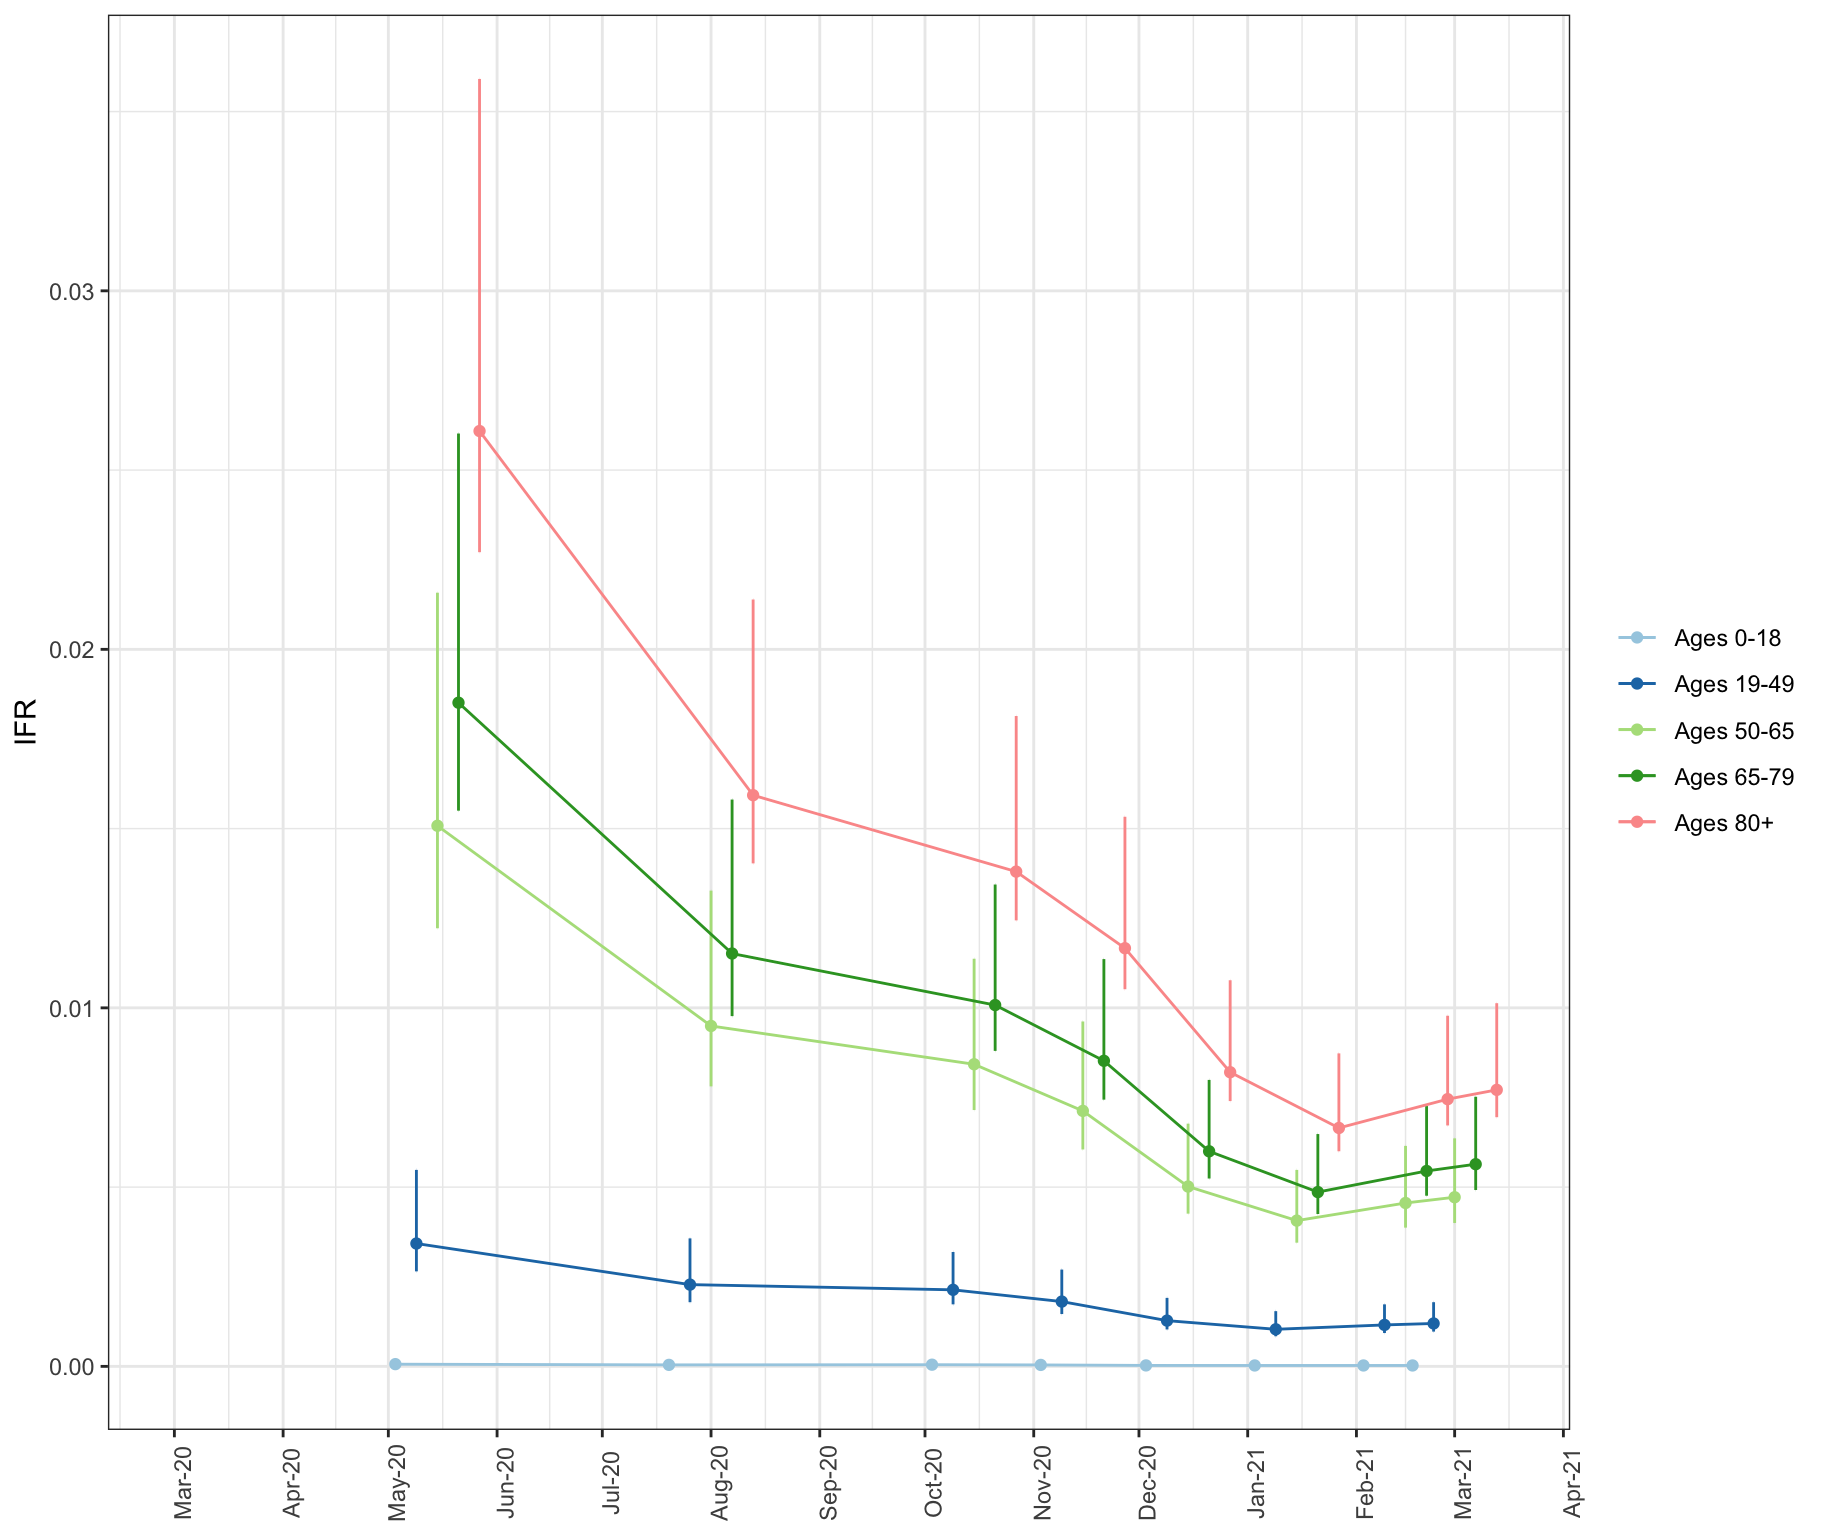 IFR
0.03
0.02
0.01
0.00
Mar-20
Apr-20
May-20
Jun-20
Jul-20
Aug-20
Sep-20
Oct-20
Nov-20
Dec-20
Jan-21
Feb-21
Mar-21
Apr-21
Ages 0-18
Ages 19-49
Ages 50-65
Ages 65-79
Ages 80+